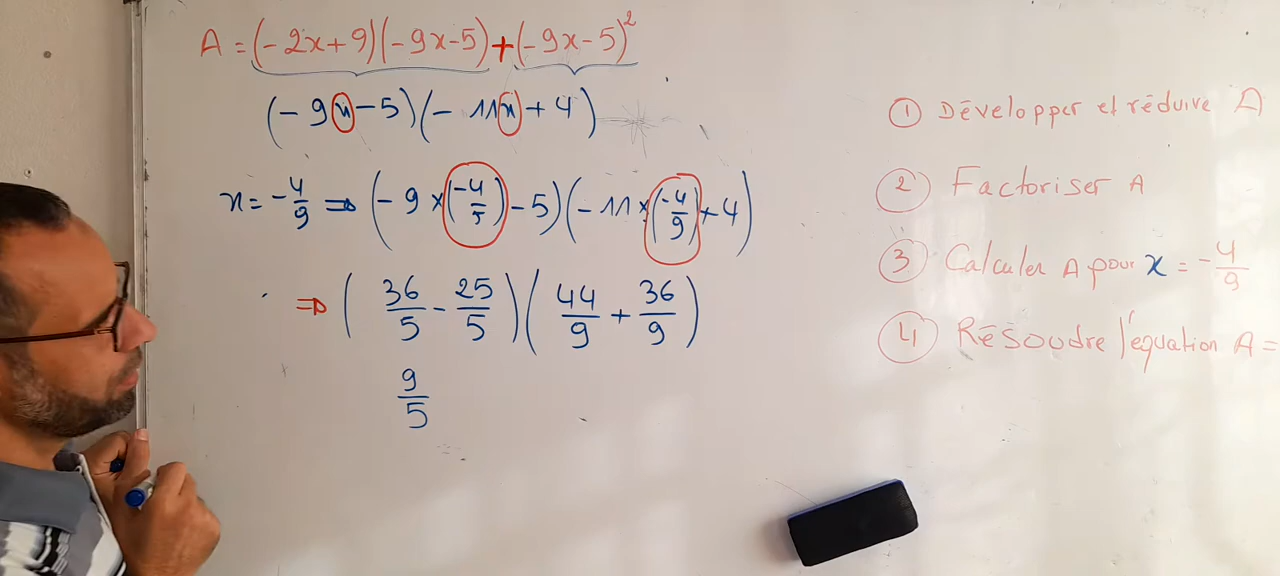 A = (-2x+9)(-9x-5)+(-9x-5)²
(-9x-5)(-11x+4)
x = -4/9 ⇒ (-9×(-4/5)-5)(-11×(-4/9)+4)
⇒ (36/5 - 25/5)(44/9 + 36/9)
9/5
① Développer et réduire A
② Factoriser A
③ Calculer A pour x = -4/9
④ Résoudre l'équation A =